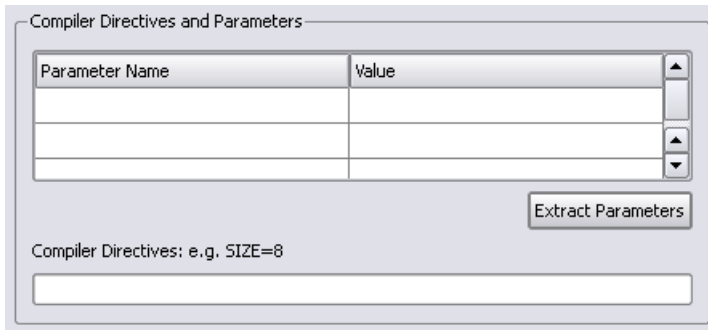 Compiler Directives and Parameters
Parameter Name Value
Extract Parameters
Compiler Directives: e.g. SIZE=8